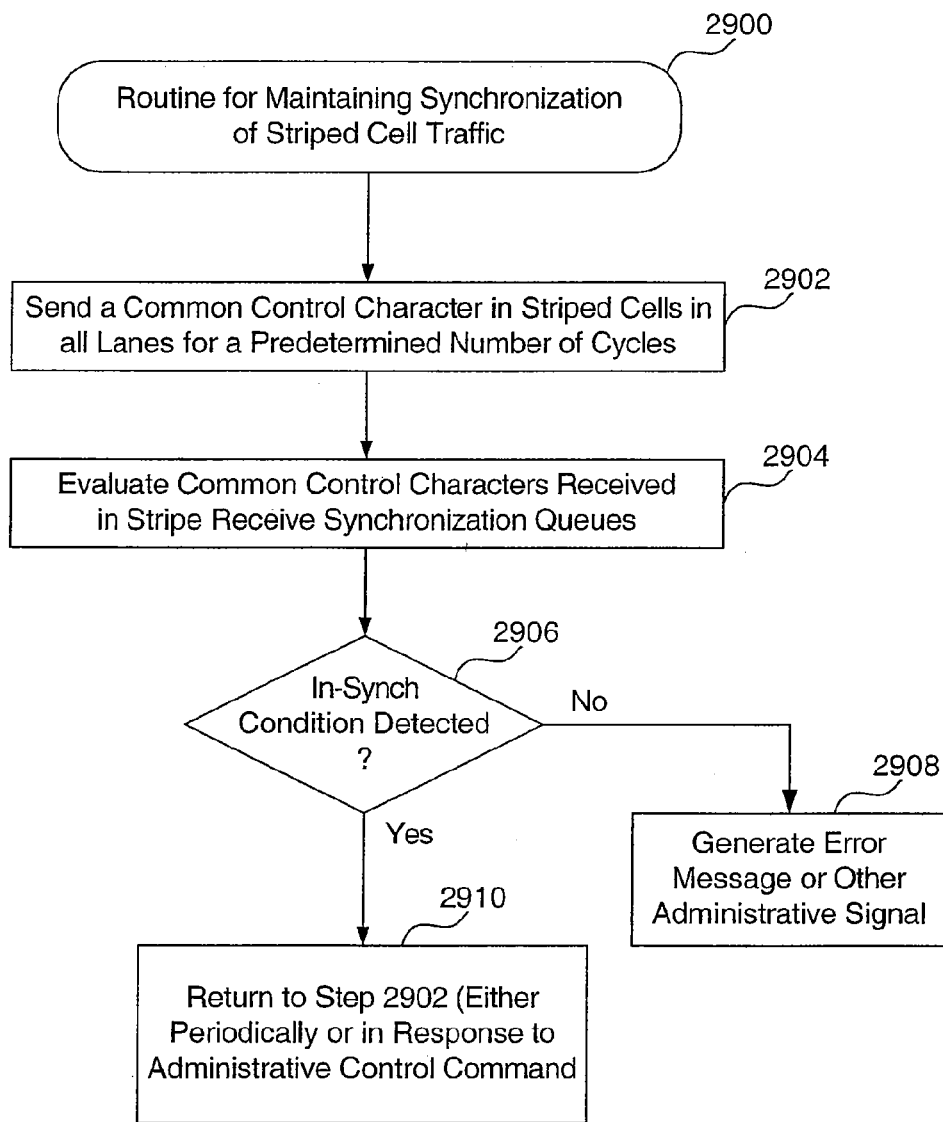 2900
Routine for Maintaining Synchronization
of Striped Cell Traffic
2902
Send a Common Control Character in Striped Cells in
all Lanes for a Predetermined Number of Cycles
2904
Evaluate Common Control Characters Received
in Stripe Receive Synchronization Queues
2906
In-Synch
Condition Detected
?
No
2908
Generate Error
Message or Other
Administrative Signal
Yes
2910
Return to Step 2902 (Either
Periodically or in Response to
Administrative Control Command